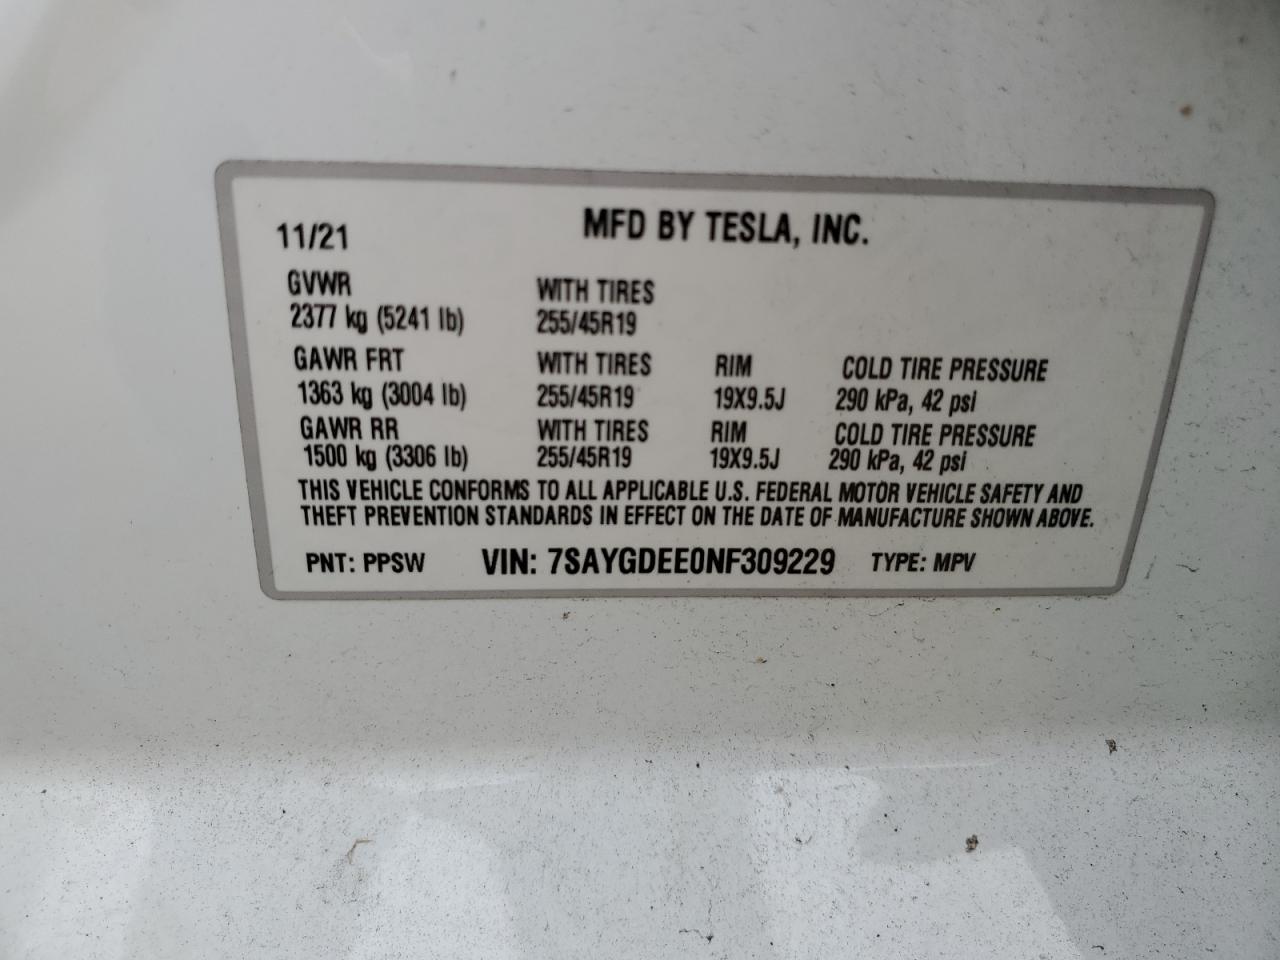 MFD BY TESLA, INC.
11/21
GVWR WITH TIRES
2377 kg (5241 lb) 255/45R19
GAWR FRT WITH TIRES RIM COLD TIRE PRESSURE
1363 kg (3004 lb) 255/45R19 19X9.5J 290 kPa, 42 psi
GAWR RR WITH TIRES RIM COLD TIRE PRESSURE
1500 kg (3306 lb) 255/45R19 19X9.5J 290 kPa, 42 psi
THIS VEHICLE CONFORMS TO ALL APPLICABLE U.S. FEDERAL MOTOR VEHICLE SAFETY AND
THEFT PREVENTION STANDARDS IN EFFECT ON THE DATE OF MANUFACTURE SHOWN ABOVE.
PNT: PPSW VIN: 7SAYGDEE0NF309229 TYPE: MPV